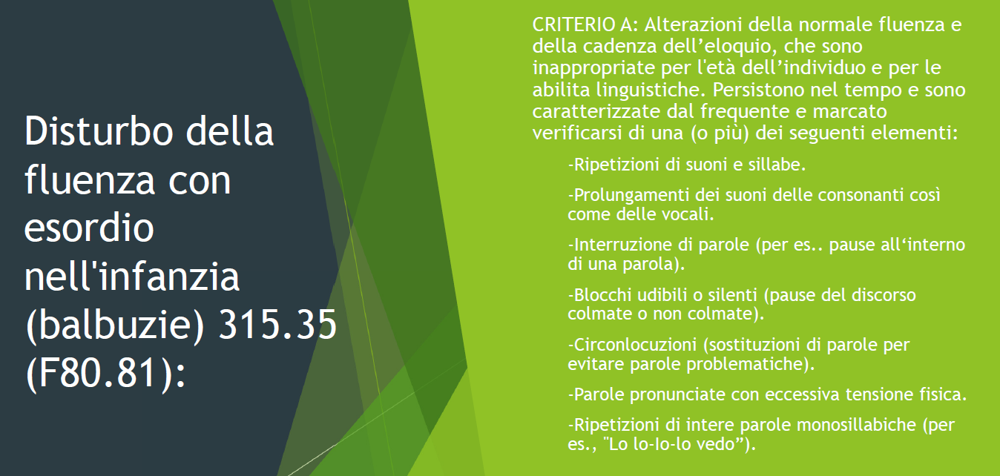 Disturbo della
fluenza con
esordio
nell'infanzia
(balbuzie) 315.35
(F80.81):
CRITERIO A: Alterazioni della normale fluenza e
della cadenza dell’eloquio, che sono
inappropriate per l'età dell’individuo e per le
abilita linguistiche. Persistono nel tempo e sono
caratterizzate dal frequente e marcato
verificarsi di una (o più) dei seguenti elementi:
-Ripetizioni di suoni e sillabe.
-Prolungamenti dei suoni delle consonanti così
come delle vocali.
-Interruzione di parole (per es.. pause all‘interno
di una parola).
-Blocchi udibili o silenti (pause del discorso
colmate o non colmate).
-Circonlocuzioni (sostituzioni di parole per
evitare parole problematiche).
-Parole pronunciate con eccessiva tensione fisica.
-Ripetizioni di intere parole monosillabiche (per
es., "Lo lo-Io-lo vedo”).